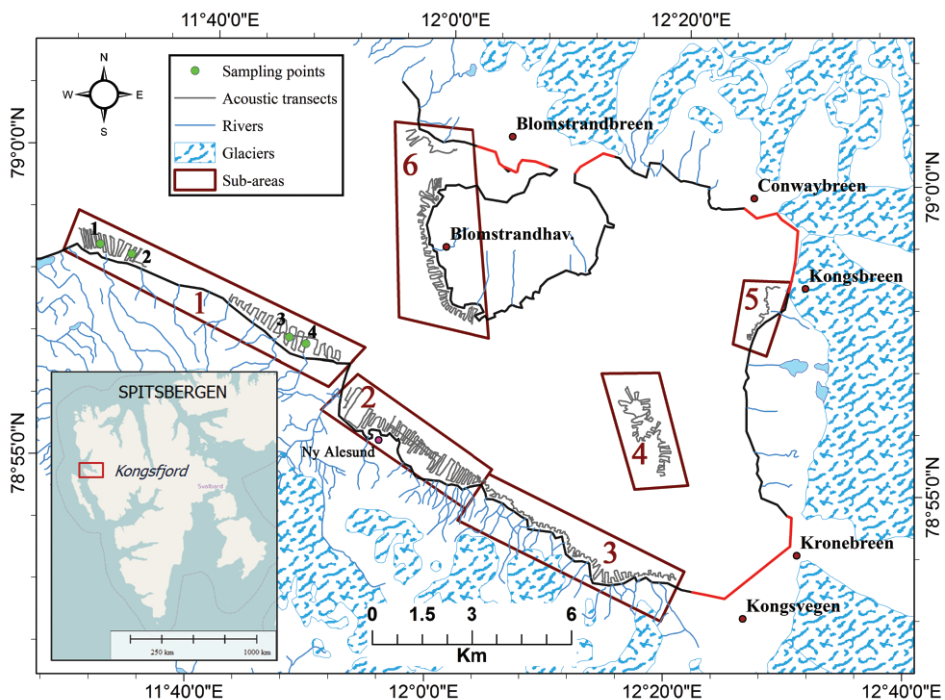 11°40'0"E
12°0'0"E
12°20'0"E
N
W
E
S
Sampling points
Acoustic transects
Rivers
Glaciers
Sub-areas
79°0'0"N
79°0'0"N
Blomstrandbreen
6
Conwaybreen
Blomstrandhav.
Kongsbreen
1
2
1
3
4
5
2
Ny Alesund
4
78°55'0"N
78°55'0"N
3
Kronebreen
Kongsvegen
SPITSBERGEN
Kongsfjord
Svalbard
250 km
1000 km
0
1.5
3
6
Km
11°40'0"E
12°0'0"E
12°20'0"E
12°40'0"E